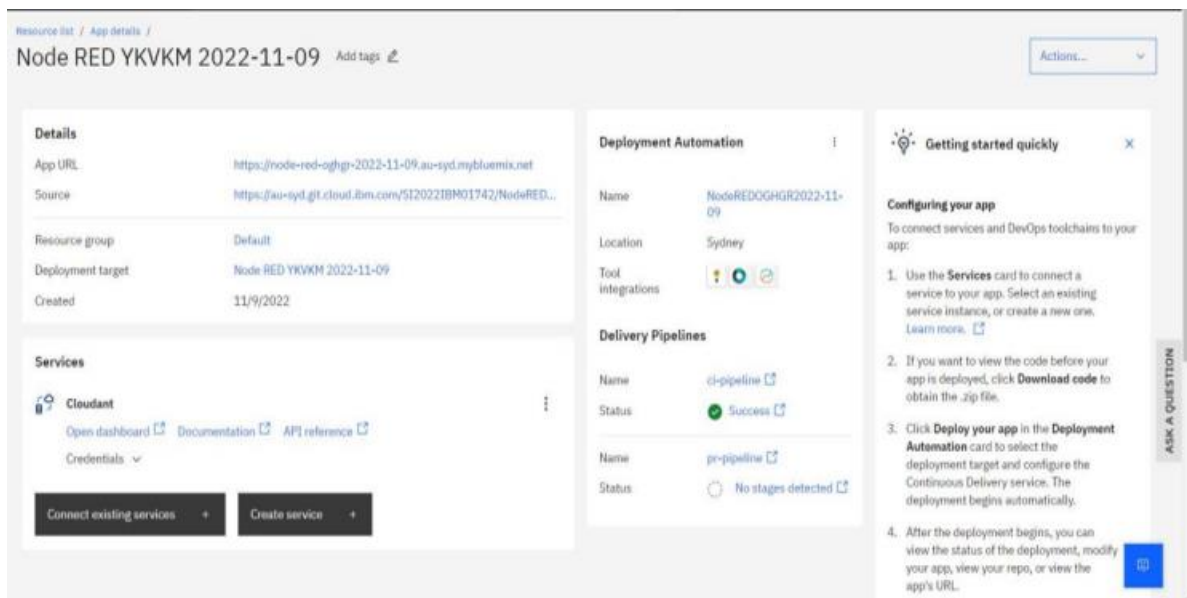 Resource list / App details /
Node RED YKVKM 2022-11-09 Add tags
Actions...
Details
App URL https://node-red-oghgr-2022-11-09.au-syd.mybluemix.net
Source https://au-syd.git.cloud.ibm.com/SI2022IBM01742/NodeRED...
Resource group Default
Deployment target Node RED YKVKM 2022-11-09
Created 11/9/2022
Services
Cloudant
Open dashboard Documentation API reference
Credentials
Connect existing services +
Create service +
Deployment Automation
Name NodeREDOGHGR2022-11-
09
Location Sydney
Tool
integrations
Delivery Pipelines
Name ci-pipeline
Status Success
Name pr-pipeline
Status No stages detected
Getting started quickly
Configuring your app
To connect services and DevOps toolchains to your
app:
1. Use the Services card to connect a
service to your app. Select an existing
service instance, or create a new one.
Learn more.
2. If you want to view the code before your
app is deployed, click Download code to
obtain the .zip file.
3. Click Deploy your app in the Deployment
Automation card to select the
deployment target and configure the
Continuous Delivery service. The
deployment begins automatically.
4. After the deployment begins, you can
view the status of the deployment, modify
your app, view your repo, or view the
app's URL.
ASK A QUESTION